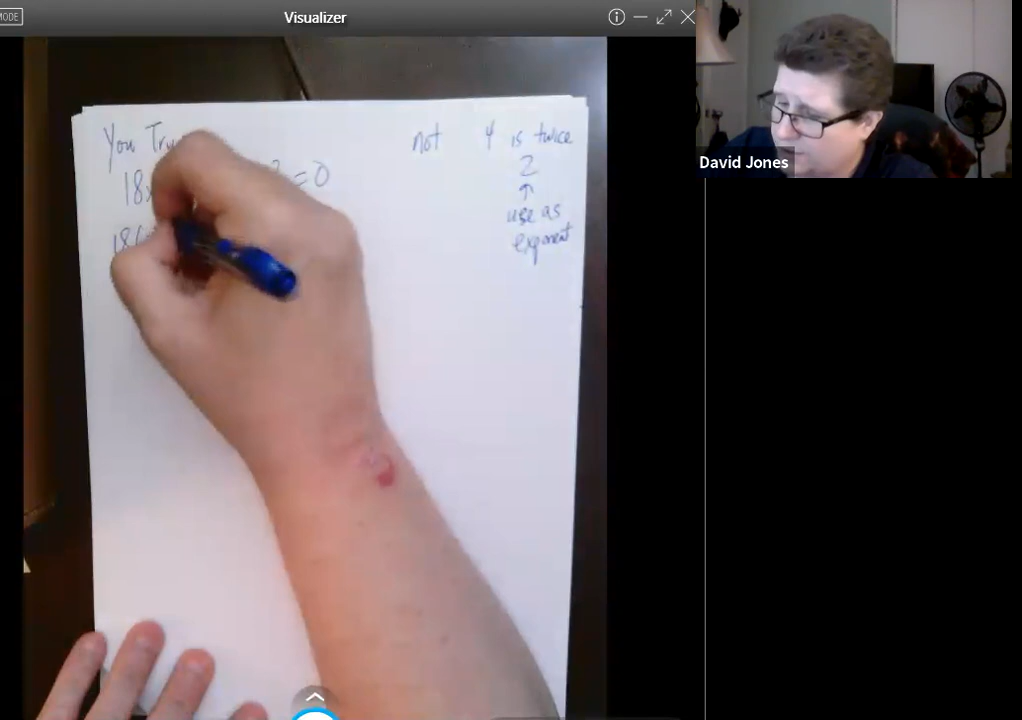 MODE
Visualizer
David Jones
You Try
not 4 is twice
18x =0
2
↑
use as
18(
exponent